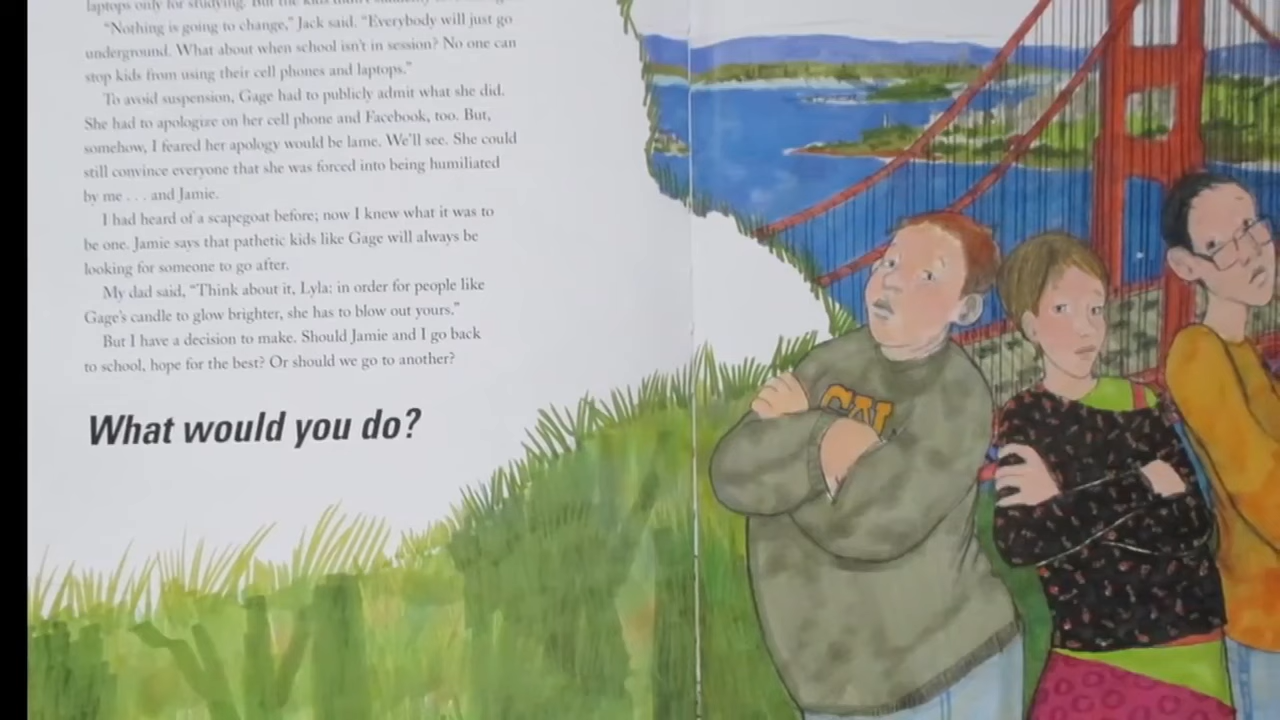 laptops only for studying. But the kids
“Nothing is going to change,” Jack said. “Everybody will just go
underground. What about when school isn’t in session? No one can
stop kids from using their cell phones and laptops.”
To avoid suspension, Gage had to publicly admit what she did.
She had to apologize on her cell phone and Facebook, too. But,
somehow, I feared her apology would be lame. We’ll see. She could
still convince everyone that she was forced into being humiliated
by me . . . and Jamie.
I had heard of a scapegoat before; now I knew what it was to
be one. Jamie says that pathetic kids like Gage will always be
looking for someone to go after.
My dad said, “Think about it, Lyla: in order for people like
Gage’s candle to glow brighter, she has to blow out yours.”
But I have a decision to make. Should Jamie and I go back
to school, hope for the best? Or should we go to another?
What would you do?
CAL